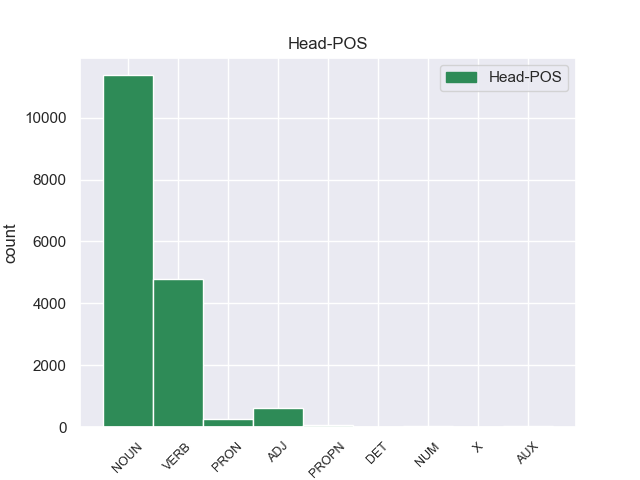 Head-POS
Head-POS
10000
8000
6000
4000
2000
0
count
NOUN
VERB
PRON
ADJ
PROPN
DET
NUM
X
AUX